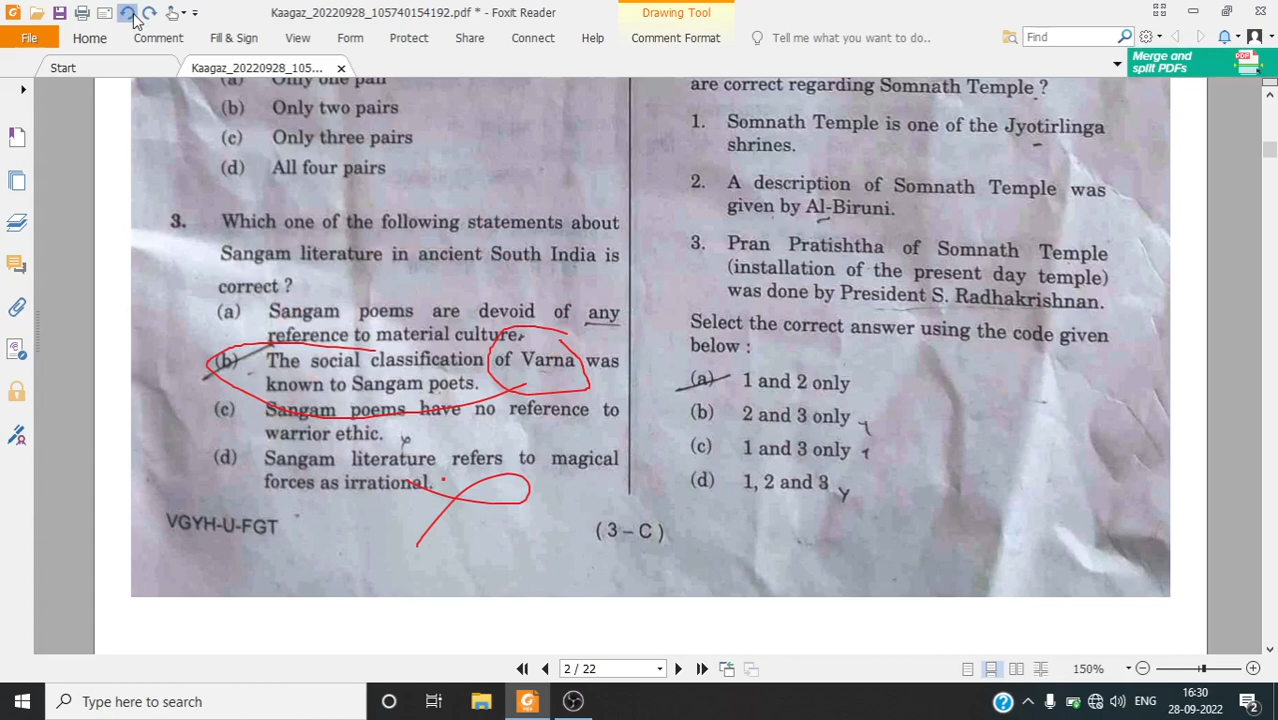 Kaagaz_20220928_105740154192.pdf * - Foxit Reader
Drawing Tool
File
Home
Comment
Fill & Sign
View
Form
Protect
Share
Connect
Help
Comment Format
Tell me what you want to do..
Find
Start
Kaagaz_20220928_105...
Merge and
split PDFs
(a) Only one pair
(b) Only two pairs
(c) Only three pairs
(d) All four pairs
3. Which one of the following statements about
Sangam literature in ancient South India is
correct ?
(a) Sangam poems are devoid of any
reference to material culture.
(b) The social classification of Varna was
known to Sangam poets.
(c) Sangam poems have no reference to
warrior ethic.
(d) Sangam literature refers to magical
forces as irrational.
VGYH-U-FGT
are correct regarding Somnath Temple ?
1. Somnath Temple is one of the Jyotirlinga
shrines.
2. A description of Somnath Temple was
given by Al-Biruni.
3. Pran Pratishtha of Somnath Temple
(installation of the present day temple)
was done by President S. Radhakrishnan.
Select the correct answer using the code given
below :
(a) 1 and 2 only
(b) 2 and 3 only
(c) 1 and 3 only
(d) 1, 2 and 3
( 3 – C )
2 / 22
150%
Type here to search
ENG
16:30
28-09-2022
2